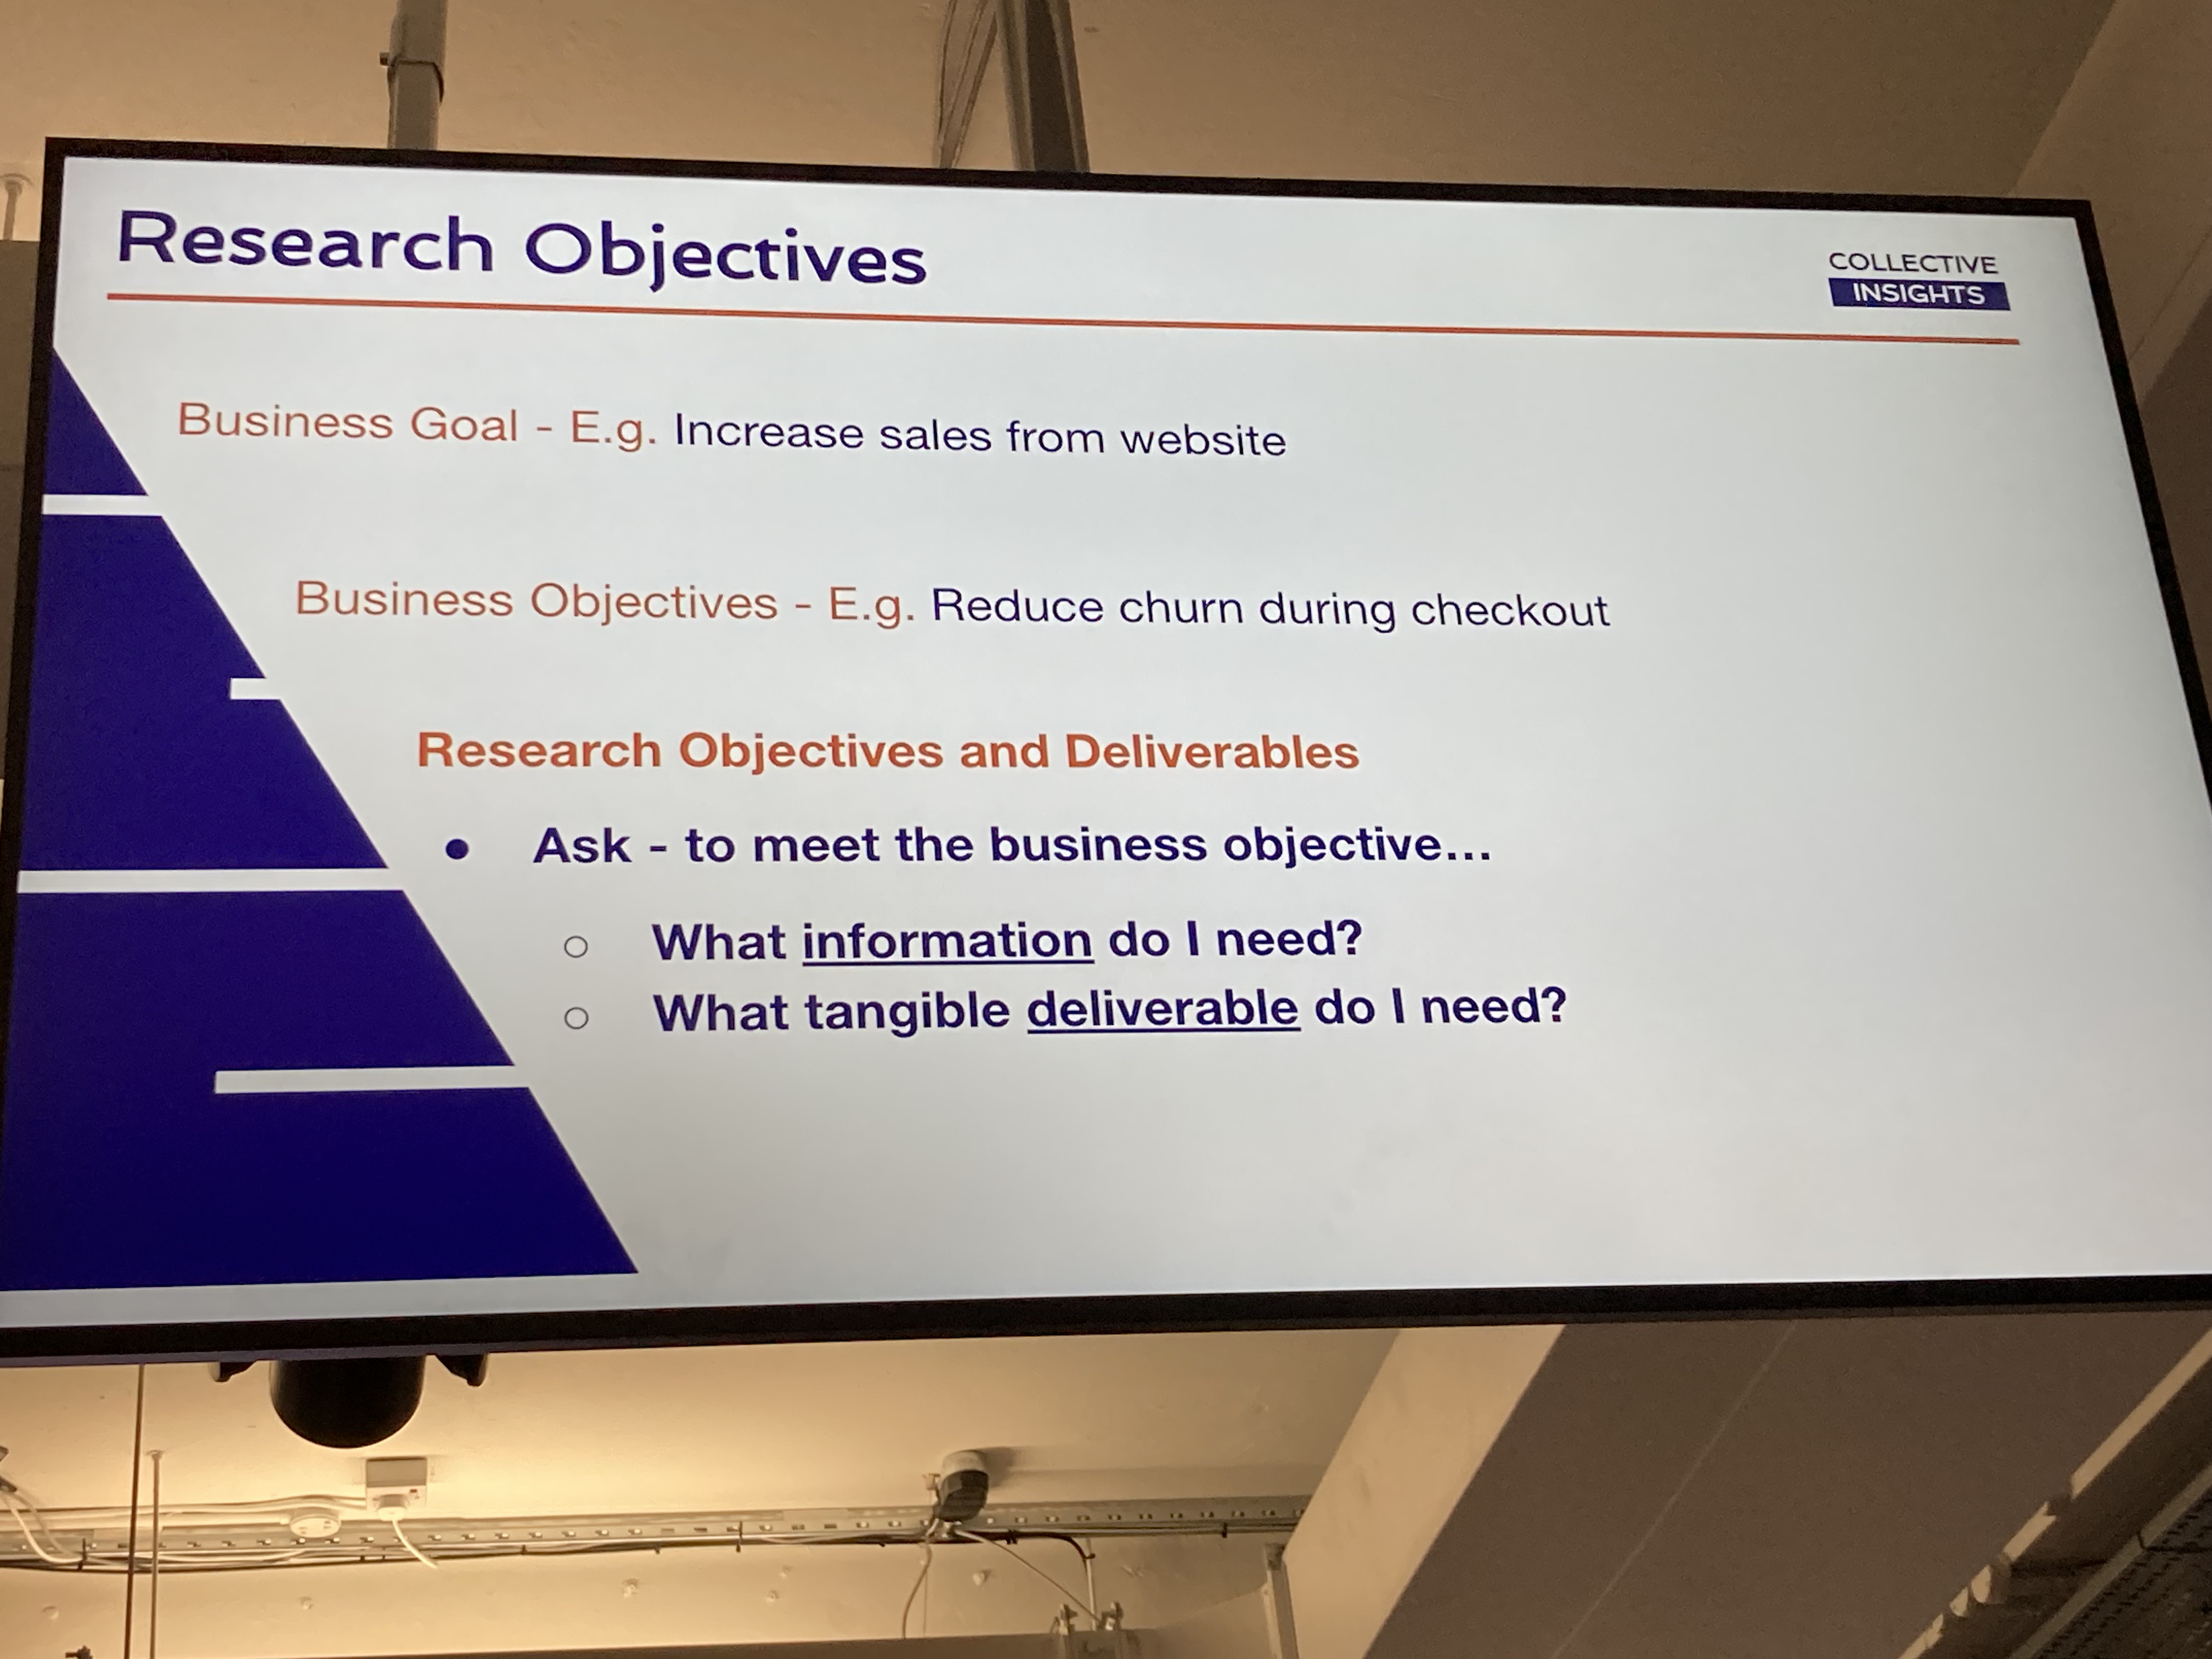 Research Objectives
COLLECTIVE
INSIGHTS
Business Goal - E.g. Increase sales from website
Business Objectives - E.g. Reduce churn during checkout
Research Objectives and Deliverables
● Ask - to meet the business objective...
○ What information do I need?
○ What tangible deliverable do I need?